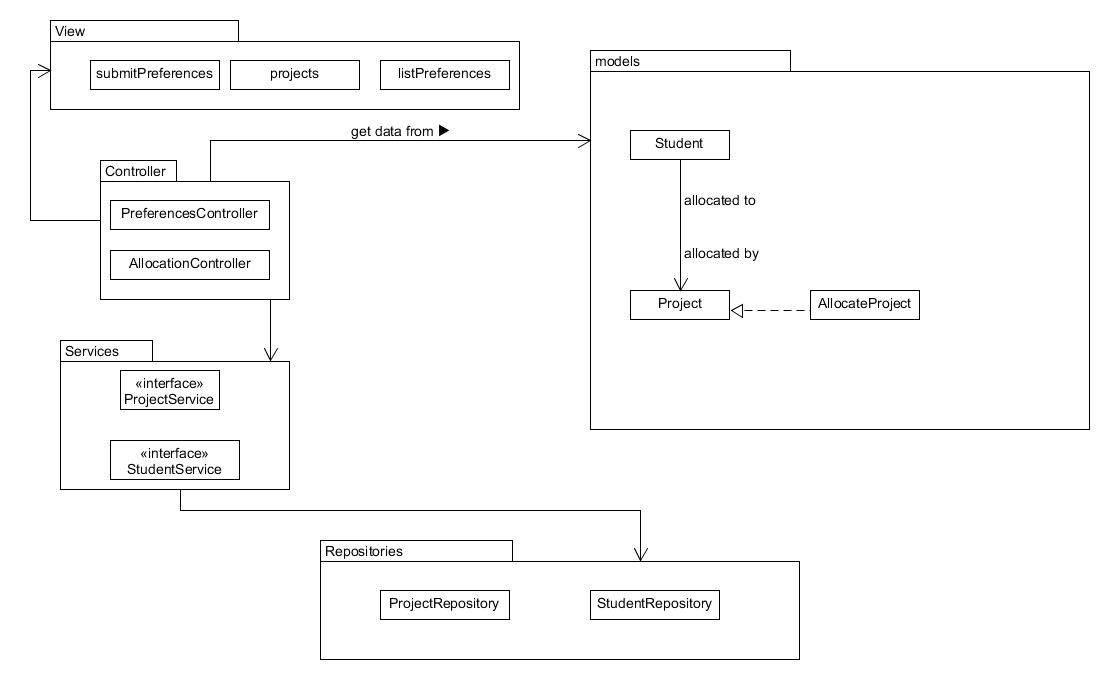 View
submitPreferences
projects
listPreferences
models
get data from ▶
Student
Controller
allocated to
PreferencesController
allocated by
AllocationController
Project
AllocateProject
Services
«interface»
ProjectService
«interface»
StudentService
Repositories
ProjectRepository
StudentRepository